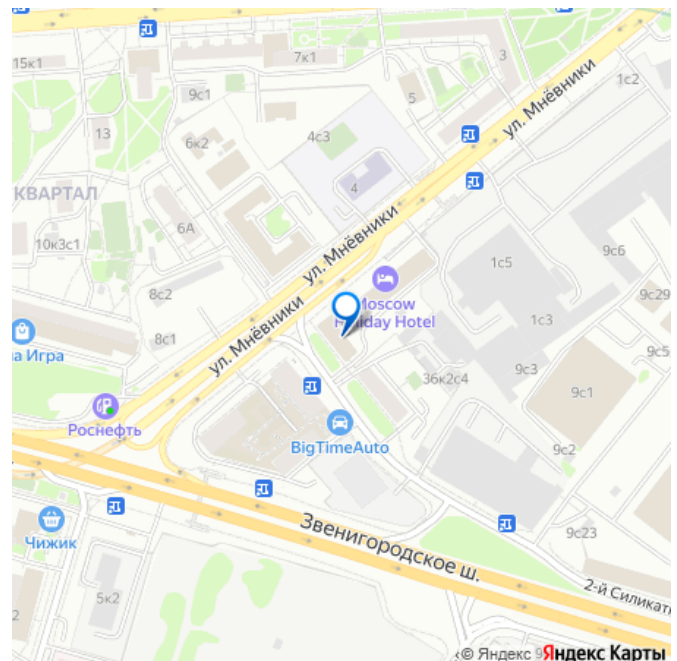 15к1
7к1
3
1с2
9с1
5
ул. Мнёвники
13
4с3
6к2
4
КВАРТАЛ
6А
ул. Мнёвники
10к3с1
9с6
1с5
8с2
Moscow
Holiday Hotel
9с29
1с3
8с1
ул. Мнёвники
9с5
на Игра
9с3
36к2с4
9с1
Роснефть
BigTimeAuto
9с2
Звенигородское ш.
9с23
Чижик
2-й Силикатн
5к2
© Яндекс Яндекс Карты